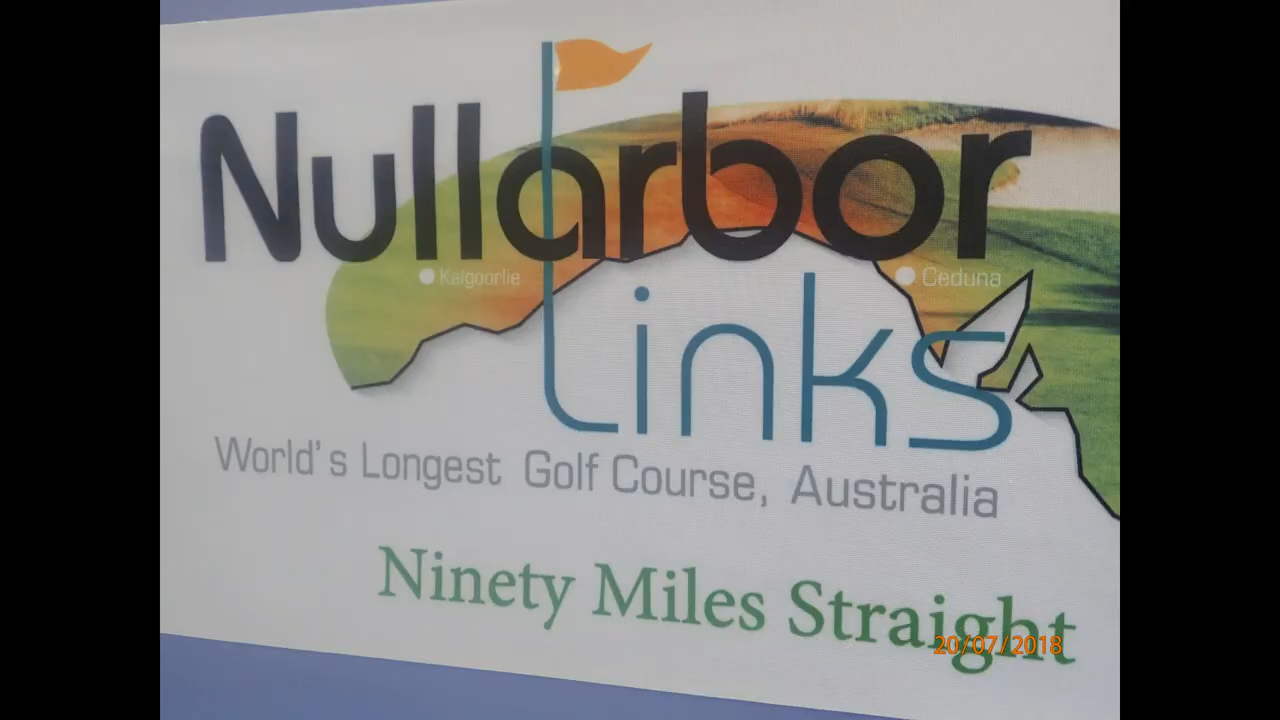 Nullarbor
Kalgoorlie
Ceduna
Links
World's Longest Golf Course, Australia
Ninety Miles Straight
20/07/2018